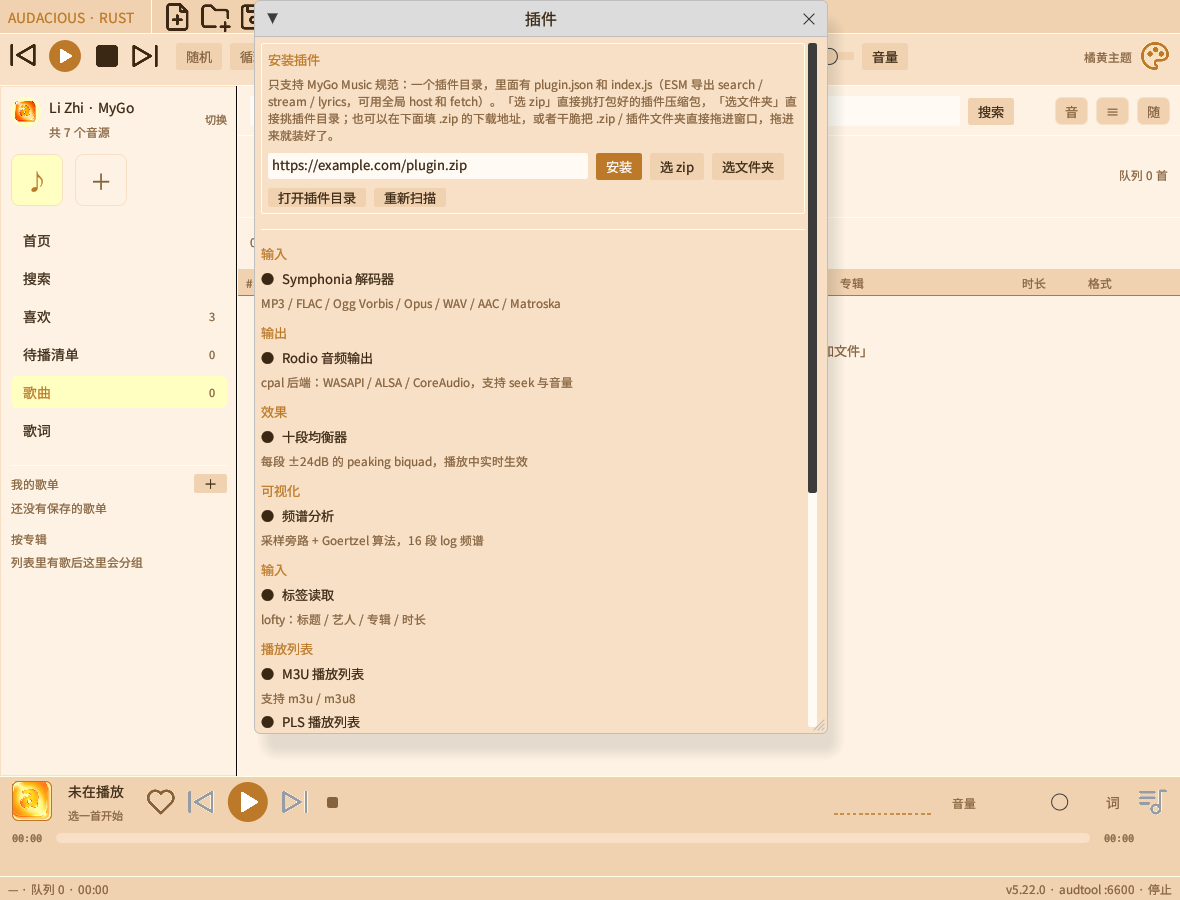 AUDACIOUS · RUST
插件
随机
音量
橘黄主题
Li Zhi · MyGo
共 7 个音源
切换
搜索
音
随
队列 0 首
首页
搜索
喜欢 3
待播清单 0
歌曲 0
歌词
我的歌单
还没有保存的歌单
按专辑
列表里有歌后这里会分组
安装插件
只支持 MyGo Music 规范：一个插件目录，里面有 plugin.json 和 index.js（ESM 导出 search /
stream / lyrics，可用全局 host 和 fetch）。「选 zip」直接挑打包好的插件压缩包，「选文件夹」直
接挑插件目录；也可以在下面填 .zip 的下载地址，或者干脆把 .zip / 插件文件夹直接拖进窗口，拖进
来就装好了。
https://example.com/plugin.zip
安装
选 zip
选文件夹
打开插件目录
重新扫描
输入
Symphonia 解码器
MP3 / FLAC / Ogg Vorbis / Opus / WAV / AAC / Matroska
输出
Rodio 音频输出
cpal 后端：WASAPI / ALSA / CoreAudio，支持 seek 与音量
效果
十段均衡器
每段 ±24dB 的 peaking biquad，播放中实时生效
可视化
频谱分析
采样旁路 + Goertzel 算法，16 段 log 频谱
输入
标签读取
lofty：标题 / 艺人 / 专辑 / 时长
播放列表
M3U 播放列表
支持 m3u / m3u8
PLS 播放列表
# 专辑 时长 格式
文件」
未在播放
选一首开始
音量
词
00:00
00:00
— · 队列 0 · 00:00
v5.22.0 · audtool :6600 · 停止